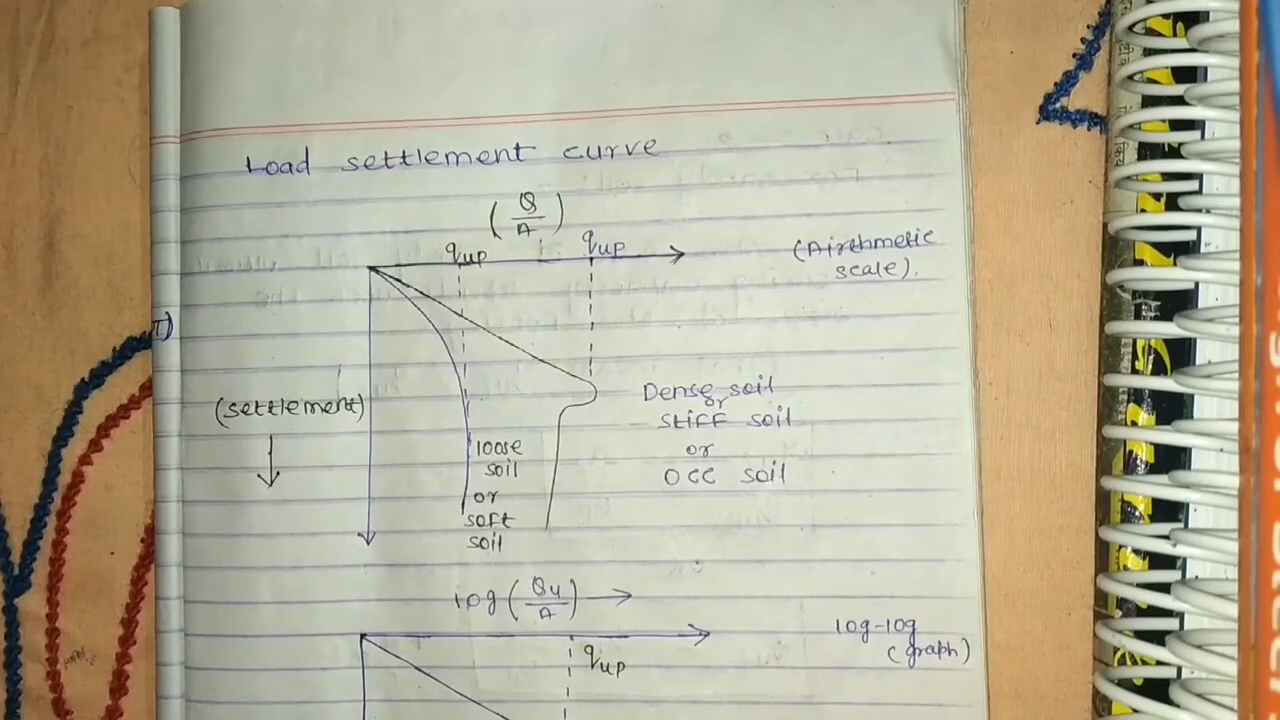 Load settlement curve
(Q/A)
qup qup
(Airthmetic
scale).
(settlement)
Dense soil
or
stiff soil
or
OCC soil
loose
soil
or
soft
soil
log (Qu/A)
log-log
(graph)
qup